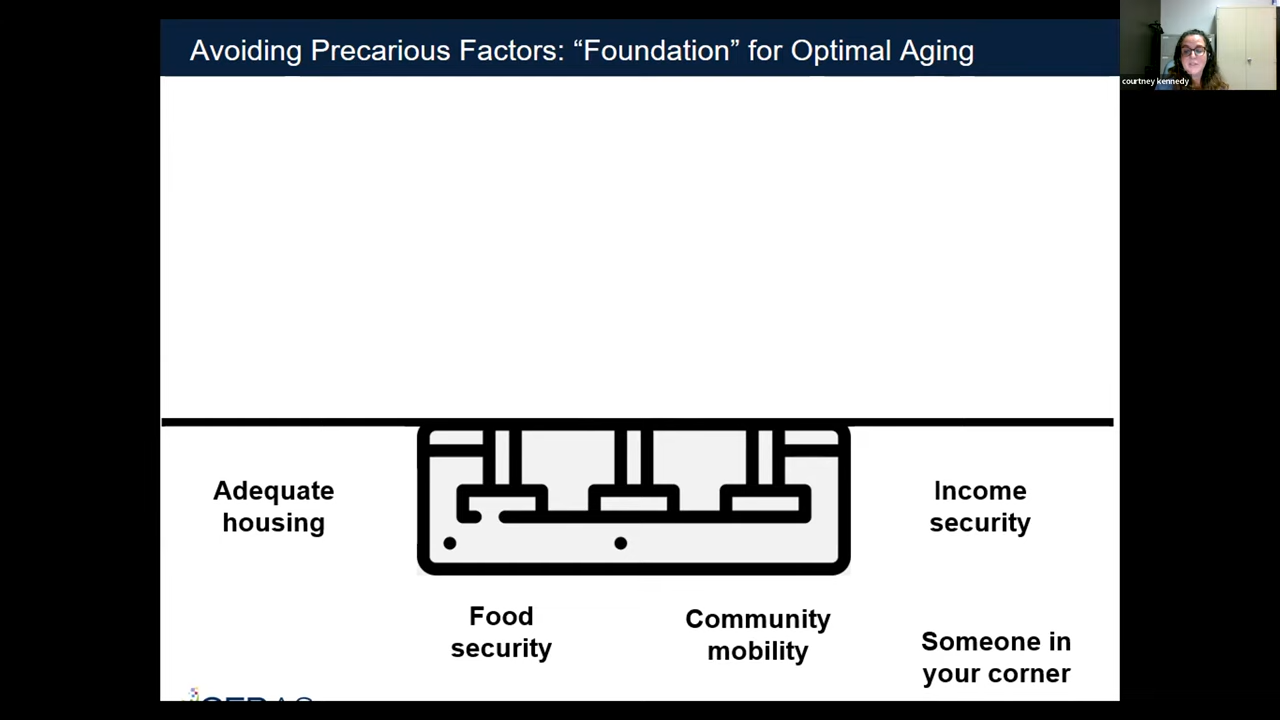 Avoiding Precarious Factors: “Foundation” for Optimal Aging
courtney kennedy
Adequate
housing
Income
security
Food
security
Community
mobility
Someone in
your corner